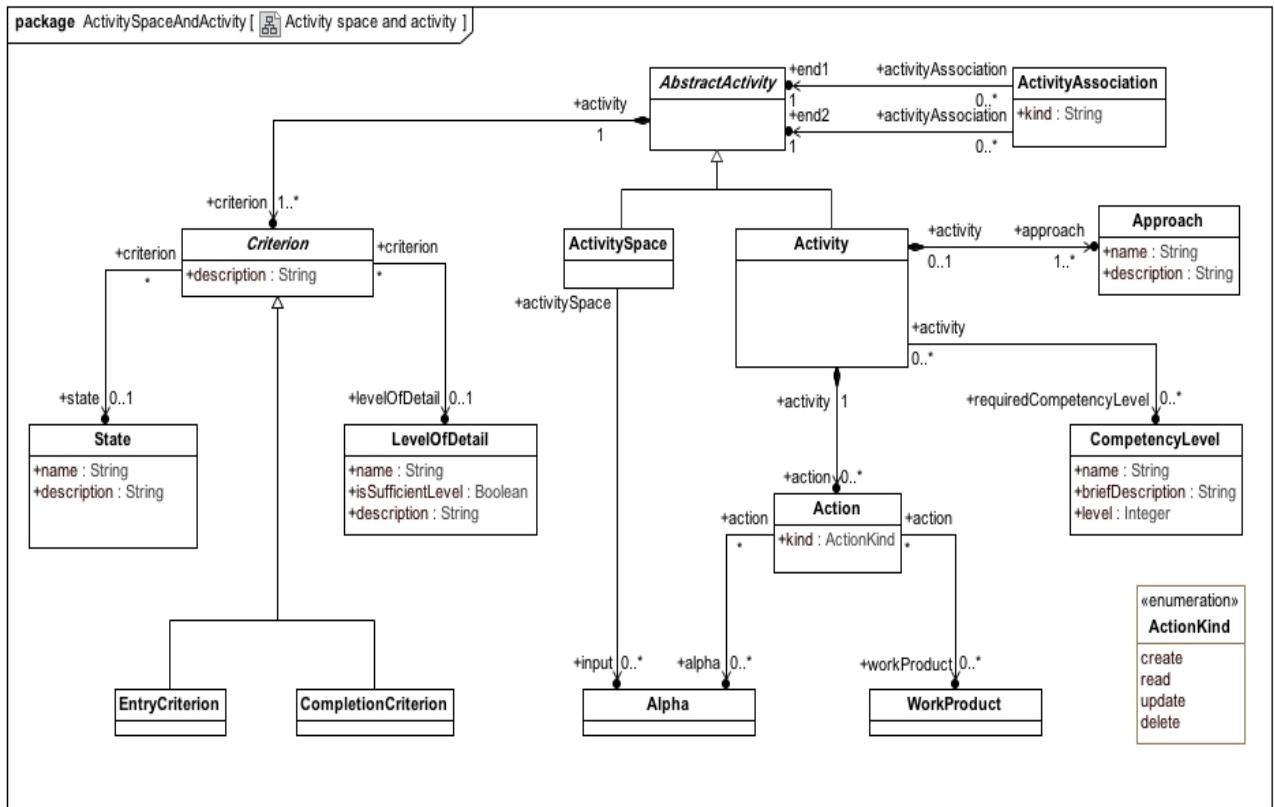 package ActivitySpaceAndActivity [ Activity space and activity ]
AbstractActivity
+end1
+activityAssociation
1
0..*
+end2
+activityAssociation
1
0..*
ActivityAssociation
+kind : String
+activity
1
+criterion 1..*
Criterion
+description : String
+criterion
*
+criterion
*
ActivitySpace
+activitySpace
Activity
+activity
0..1
+approach
1..*
Approach
+name : String
+description : String
+activity
0..*
+requiredCompetencyLevel 0..*
+state 0..1
State
+name : String
+description : String
+levelOfDetail 0..1
LevelOfDetail
+name : String
+isSufficientLevel : Boolean
+description : String
+activity 1
+action 0..*
Action
+kind : ActionKind
+action
*
+action
*
CompetencyLevel
+name : String
+briefDescription : String
+level : Integer
«enumeration»
ActionKind
create
read
update
delete
+input 0..*
+alpha 0..*
+workProduct 0..*
EntryCriterion
CompletionCriterion
Alpha
WorkProduct